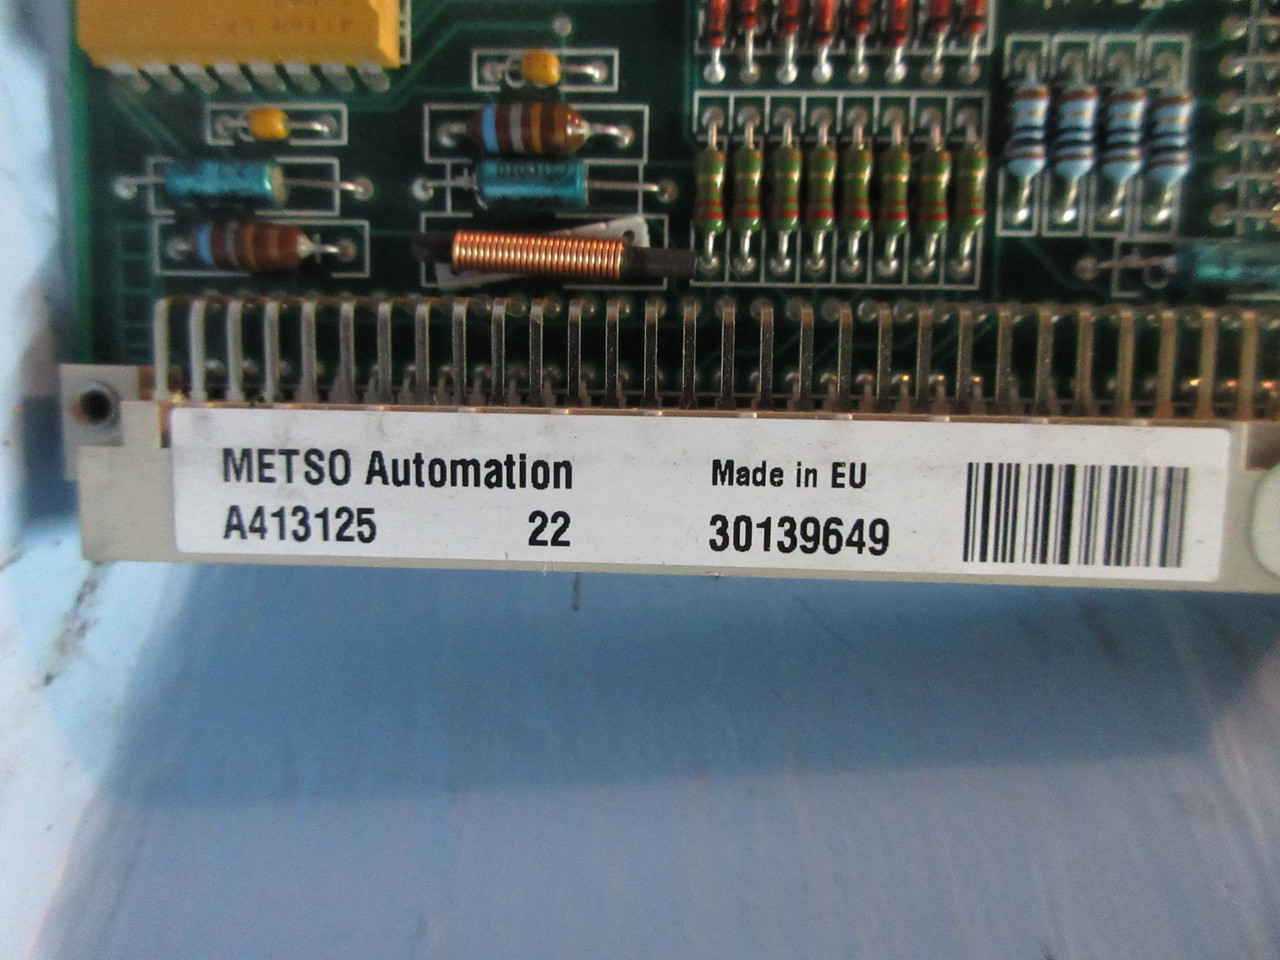 METSO Automation Made in EU
A413125 22 30139649